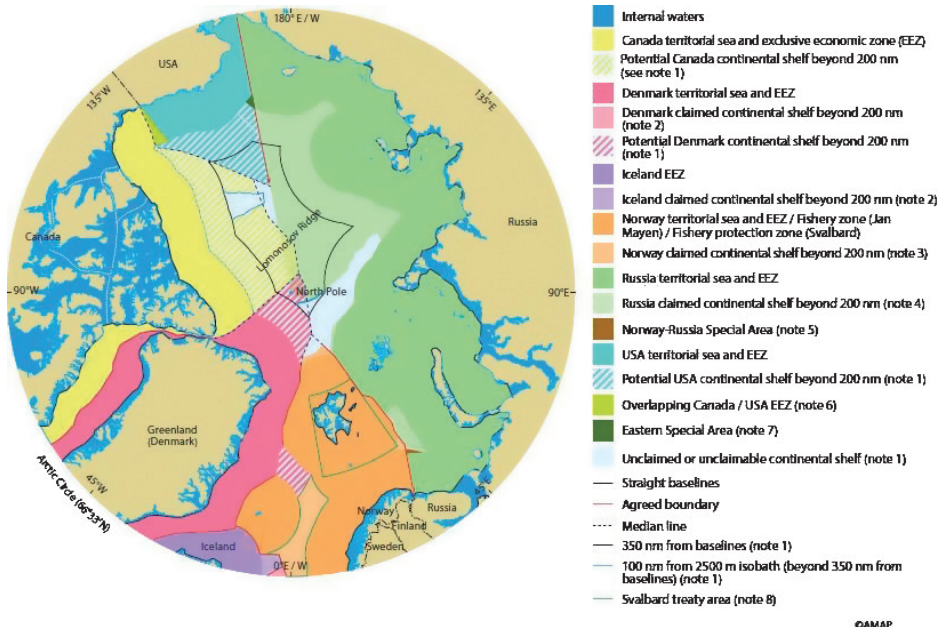 180° E / W
USA
135°W
135°E
Canada
Russia
Lomonosov Ridge
90°W
North Pole
90°E
Greenland
(Denmark)
Arctic Circle (66°33'N)
45°W
45°E
Norway
Russia
Finland
Sweden
Iceland
0°E / W
Internal waters
Canada territorial sea and exclusive economic zone (EEZ)
Potential Canada continental shelf beyond 200 nm
(see note 1)
Denmark territorial sea and EEZ
Denmark claimed continental shelf beyond 200 nm
(note 2)
Potential Denmark continental shelf beyond 200 nm
(note 1)
Iceland EEZ
Iceland claimed continental shelf beyond 200 nm (note 2)
Norway territorial sea and EEZ / Fishery zone (Jan
Mayen) / Fishery protection zone (Svalbard)
Norway claimed continental shelf beyond 200 nm (note 3)
Russia territorial sea and EEZ
Russia claimed continental shelf beyond 200 nm (note 4)
Norway-Russia Special Area (note 5)
USA territorial sea and EEZ
Potential USA continental shelf beyond 200 nm (note 1)
Overlapping Canada / USA EEZ (note 6)
Eastern Special Area (note 7)
Unclaimed or unclaimable continental shelf (note 1)
Straight baselines
Agreed boundary
Median line
350 nm from baselines (note 1)
100 nm from 2500 m isobath (beyond 350 nm from
baselines) (note 1)
Svalbard treaty area (note 8)
©AMAP